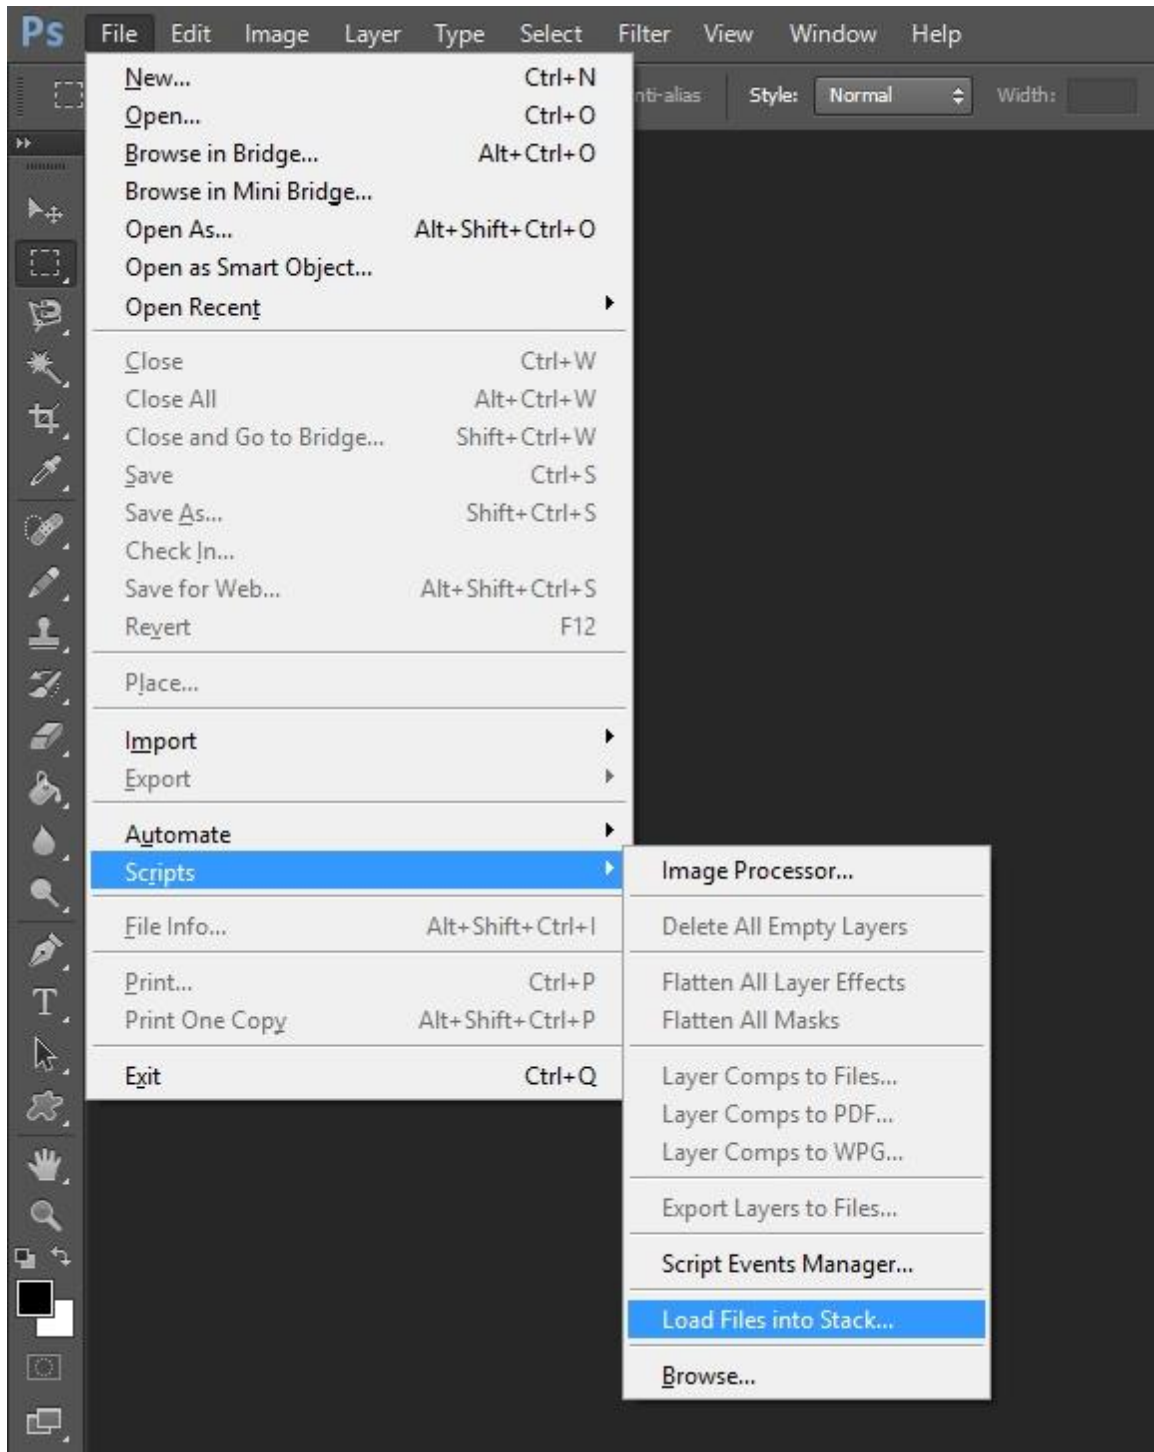 Ps File Edit Image Layer Type Select Filter View Window Help
nti-alias Style: Normal Width:
New... Ctrl+N
Open... Ctrl+O
Browse in Bridge... Alt+Ctrl+O
Browse in Mini Bridge...
Open As... Alt+Shift+Ctrl+O
Open as Smart Object...
Open Recent
Close Ctrl+W
Close All Alt+Ctrl+W
Close and Go to Bridge... Shift+Ctrl+W
Save Ctrl+S
Save As... Shift+Ctrl+S
Check In...
Save for Web... Alt+Shift+Ctrl+S
Revert F12
Place...
Import
Export
Automate
Scripts
File Info... Alt+Shift+Ctrl+I
Print... Ctrl+P
Print One Copy Alt+Shift+Ctrl+P
Exit Ctrl+Q
Image Processor...
Delete All Empty Layers
Flatten All Layer Effects
Flatten All Masks
Layer Comps to Files...
Layer Comps to PDF...
Layer Comps to WPG...
Export Layers to Files...
Script Events Manager...
Load Files into Stack...
Browse...